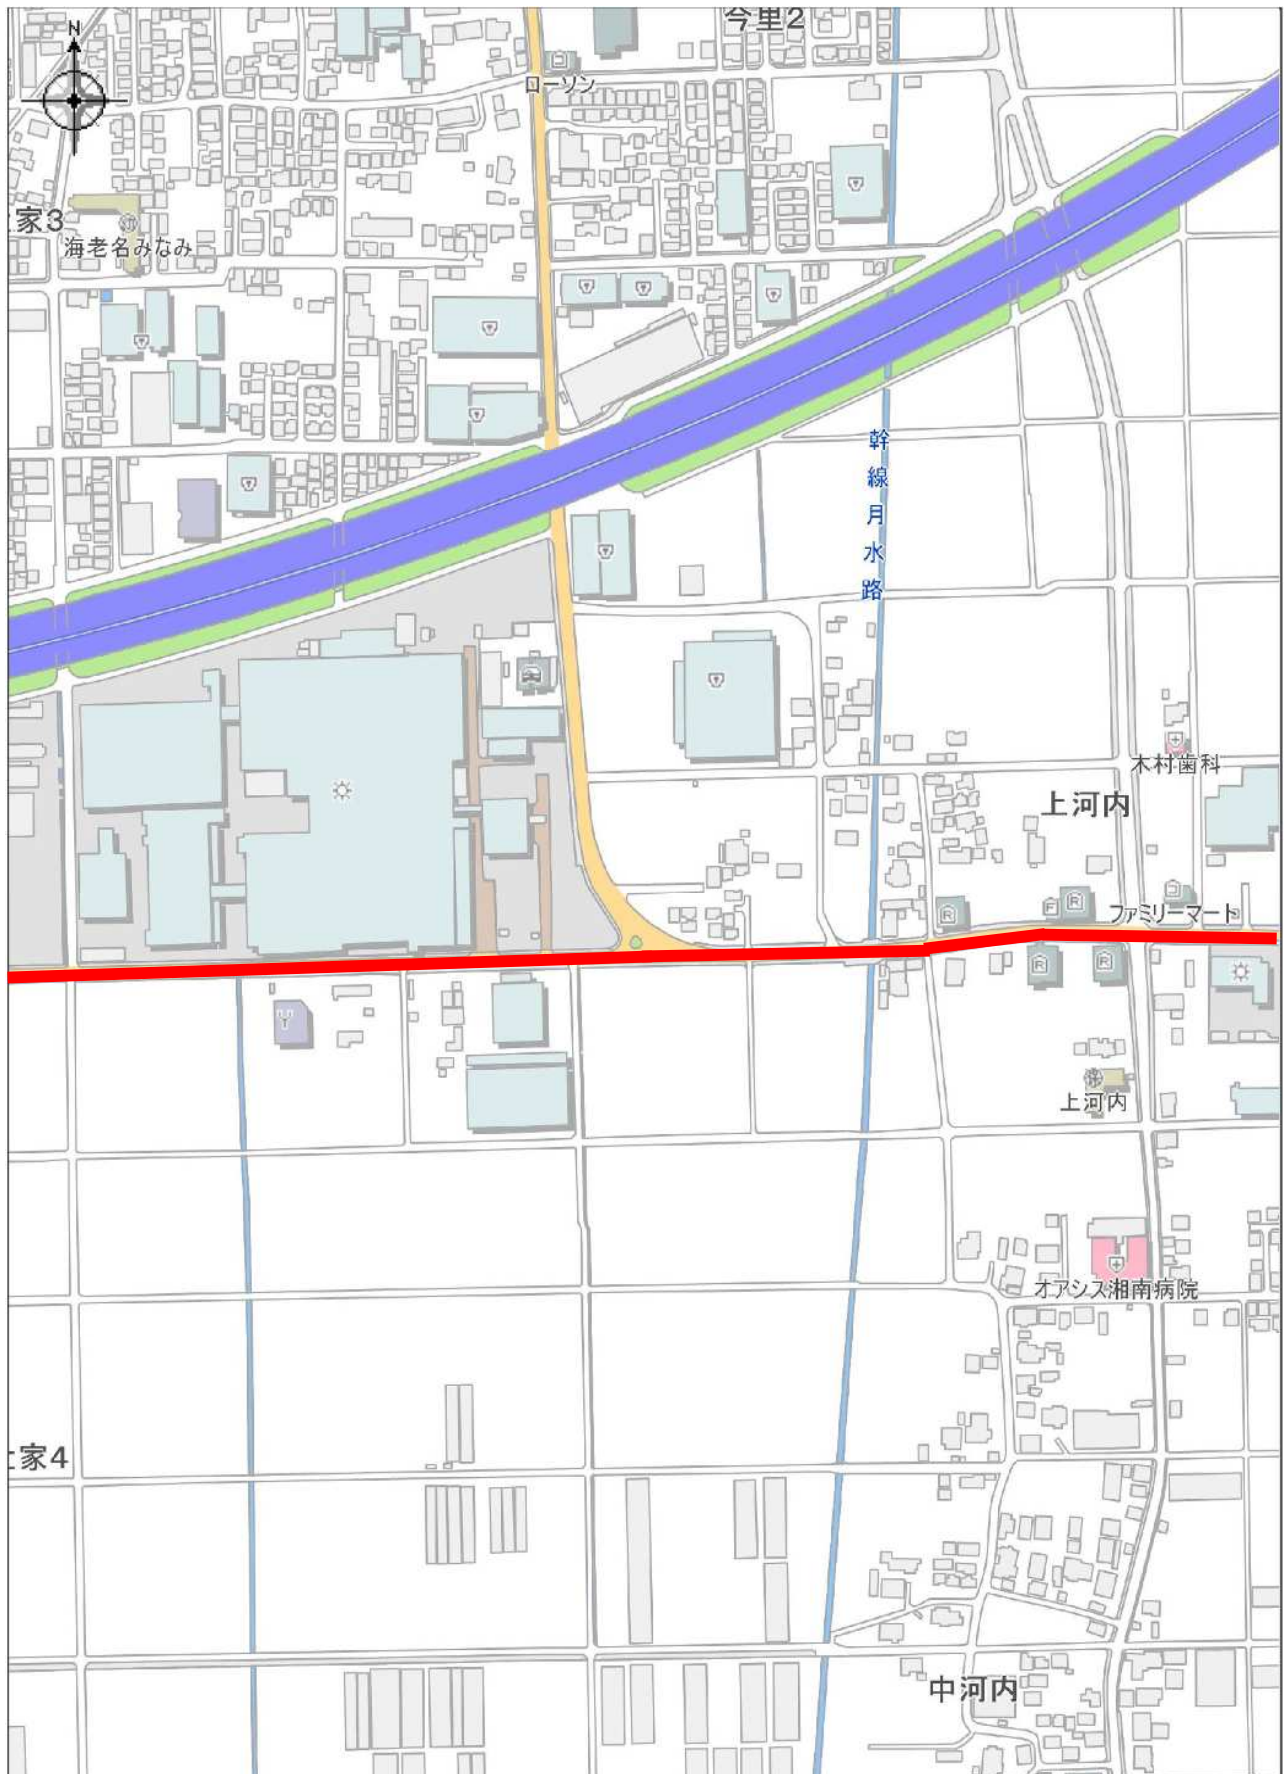 今里2
N
ローソン
家3
海老名みなみ
幹
線
月
水
路
木村歯科
上河内
R
F
R
ファミリーマート
R
R
上河内
オアシス湘南病院
家4
中河内